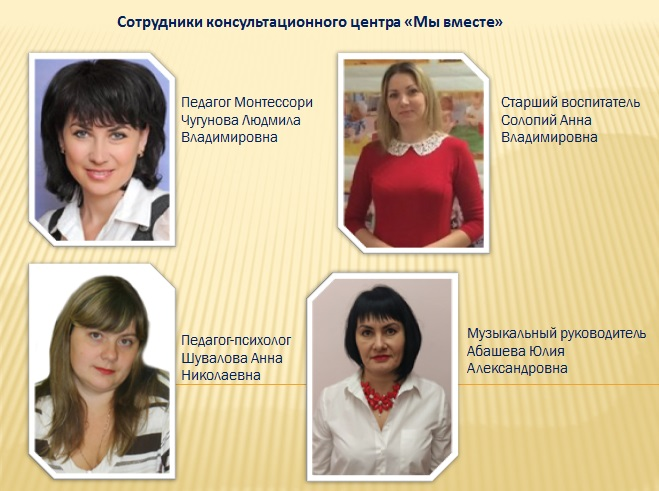 Сотрудники консультационного центра «Мы вместе»
Педагог Монтессори
Чугунова Людмила
Владимировна
Старший воспитатель
Солопий Анна
Владимировна
Педагог-психолог
Шувалова Анна
Николаевна
Музыкальный руководитель
Абашева Юлия
Александровна